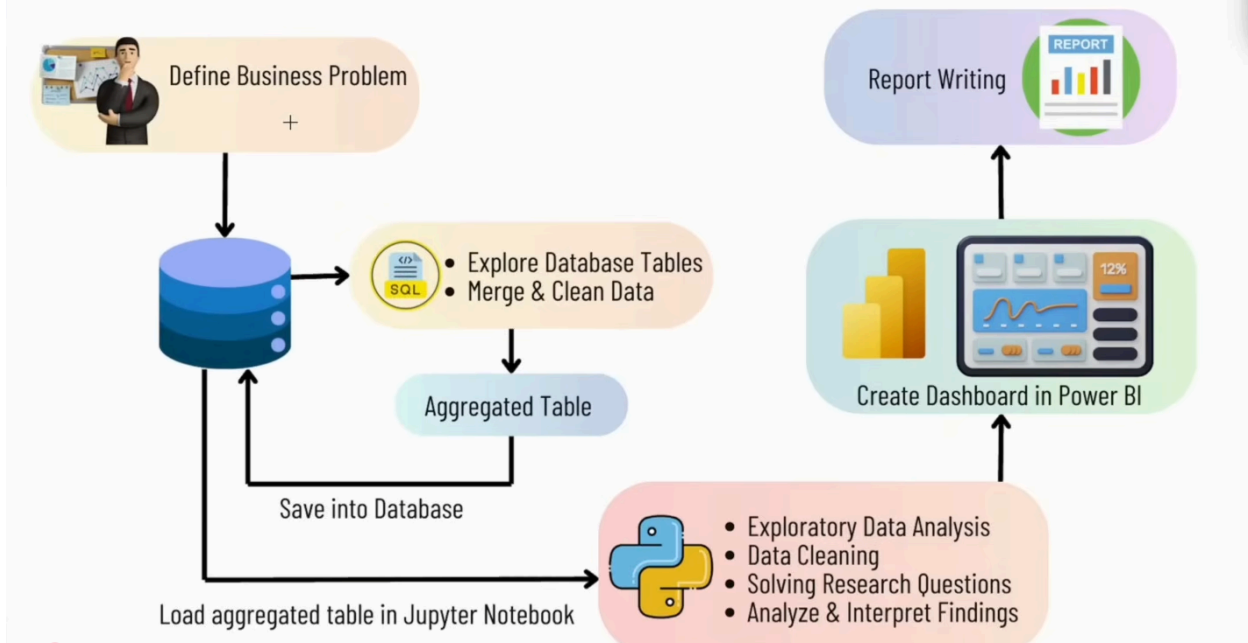 Define Business Problem
</>
SQL
• Explore Database Tables
• Merge & Clean Data
Aggregated Table
Save into Database
Load aggregated table in Jupyter Notebook
• Exploratory Data Analysis
• Data Cleaning
• Solving Research Questions
• Analyze & Interpret Findings
12%
Create Dashboard in Power BI
Report Writing
REPORT